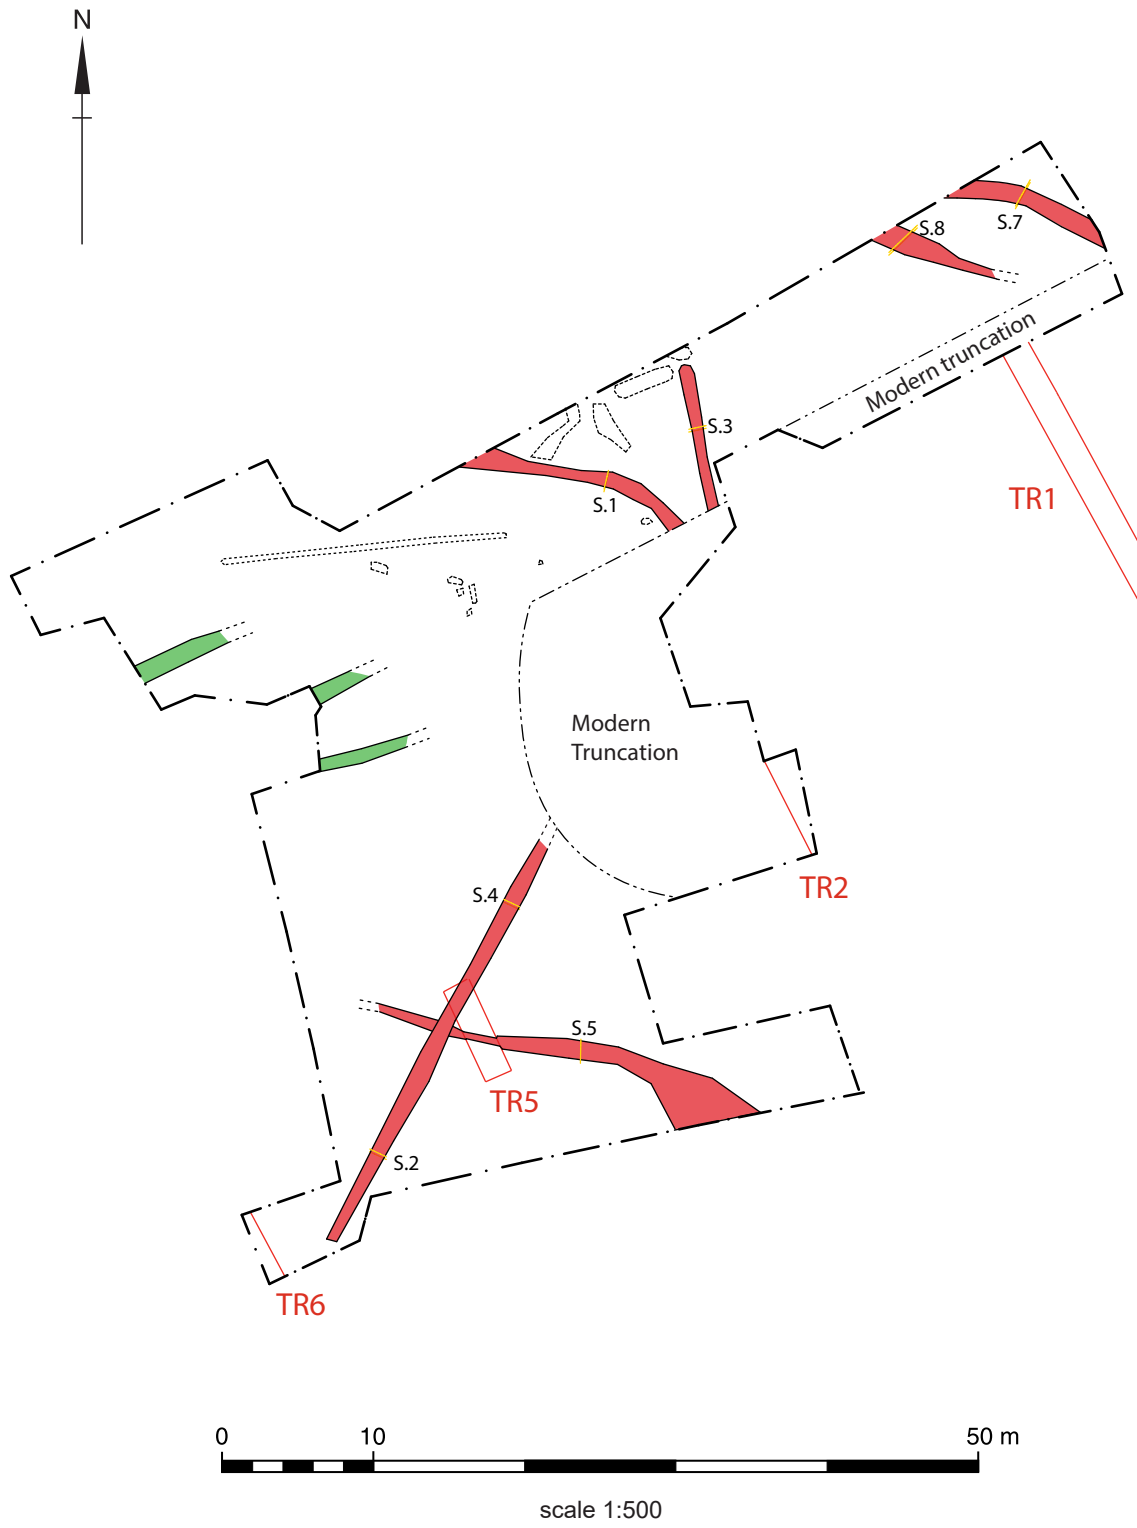 N
S.8
S.7
Modern truncation
S.3
TR1
S.1
Modern
Truncation
TR2
S.4
S.5
TR5
S.2
TR6
0 10 50 m
scale 1:500